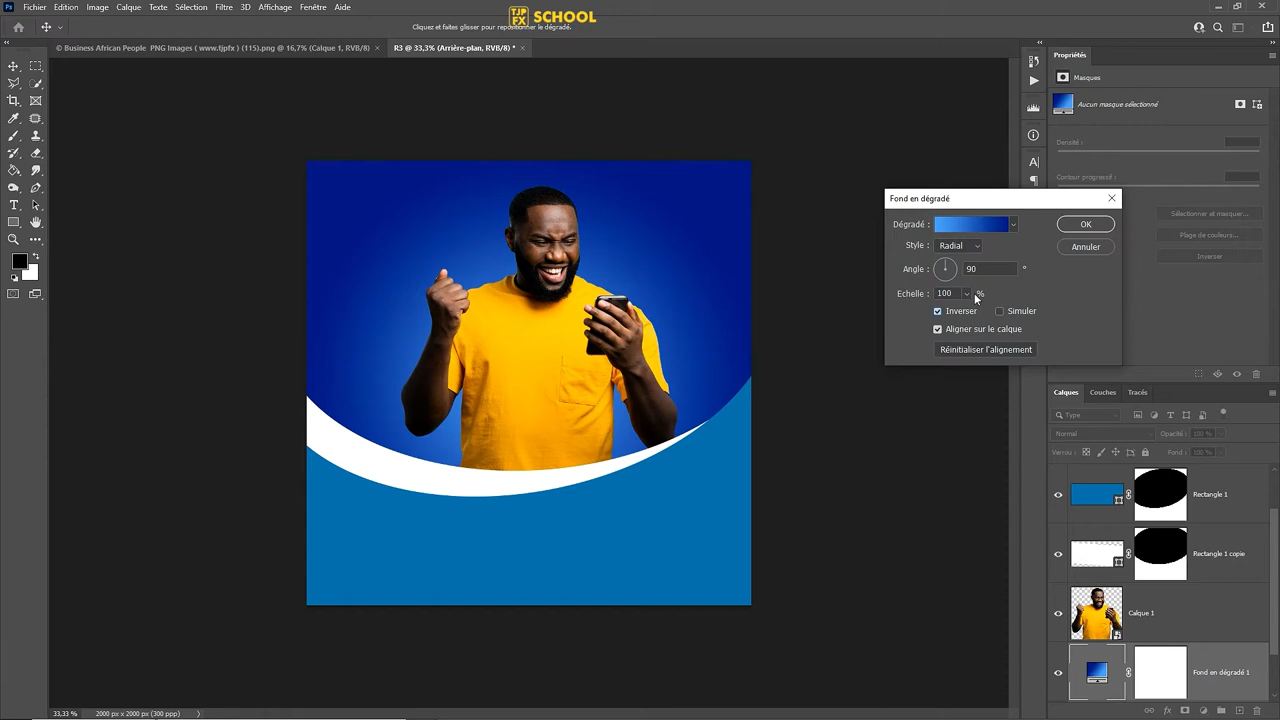 Ps Fichier Edition Image Calque Texte Sélection Filtre 3D Affichage Fenêtre Aide
TJP FX SCHOOL
Cliquez et faites glisser pour repositionner le dégradé.
© Business African People PNG Images ( www.tjpfx ) (115).png @ 16,7% (Calque 1, RVB/8) × R3 @ 33,3% (Arrière-plan, RVB/8) * ×
Propriétés
Masques
Aucun masque sélectionné
Densité :
Contour progressif :
Sélectionner et masquer...
Plage de couleurs...
Inverser
Fond en dégradé
Dégradé :
OK
Style : Radial
Annuler
Angle : 90 °
Echelle : 100 %
Inverser Simuler
Aligner sur le calque
Réinitialiser l'alignement
Calques Couches Tracés
Type
Normal Opacité : 100 %
Verrou : Fond : 100 %
Rectangle 1
Rectangle 1 copie
Calque 1
Fond en dégradé 1
33,33 % 2000 px x 2000 px (300 ppp)